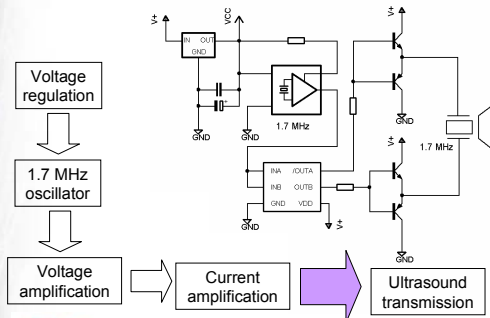 Voltage
regulation
1.7 MHz
oscillator
Voltage
amplification
Current
amplification
Ultrasound
transmission
V+
IN OUT
GND
VCC
GND
GND
1.7 MHz
INA /OUTA
INB OUTB
GND VDD
GND
V+
V+
GND
1.7 MHz
V+
GND